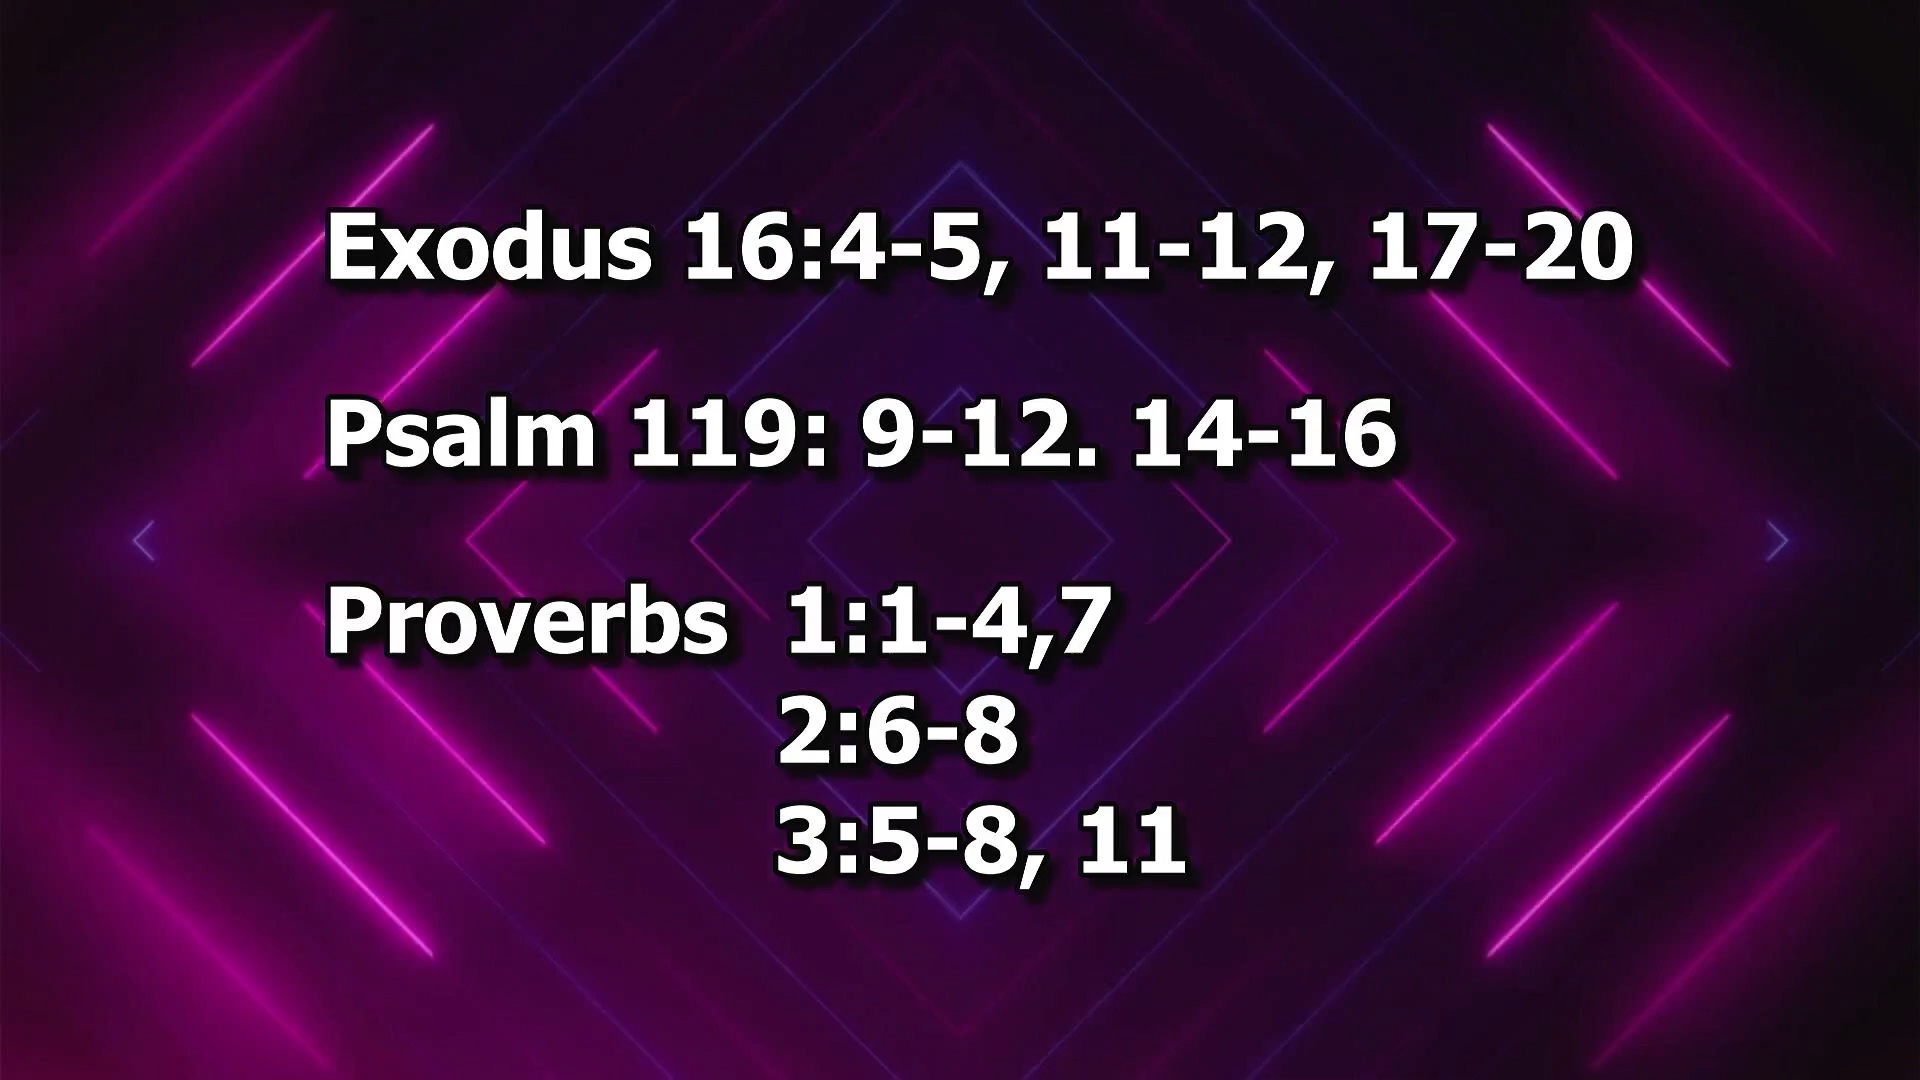 Exodus 16:4-5, 11-12, 17-20
Psalm 119: 9-12. 14-16
Proverbs 1:1-4,7
2:6-8
3:5-8, 11